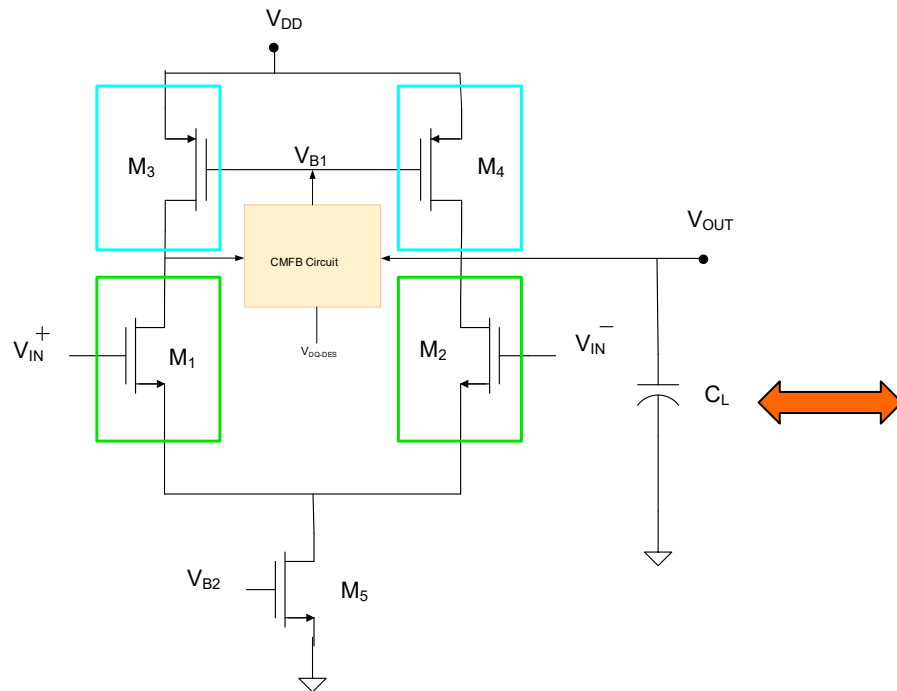 VDD
M3
VB1
M4
VOUT
CMFB Circuit
VIN+
M1
VDQ-DES
M2
VIN−
CL
VB2
M5